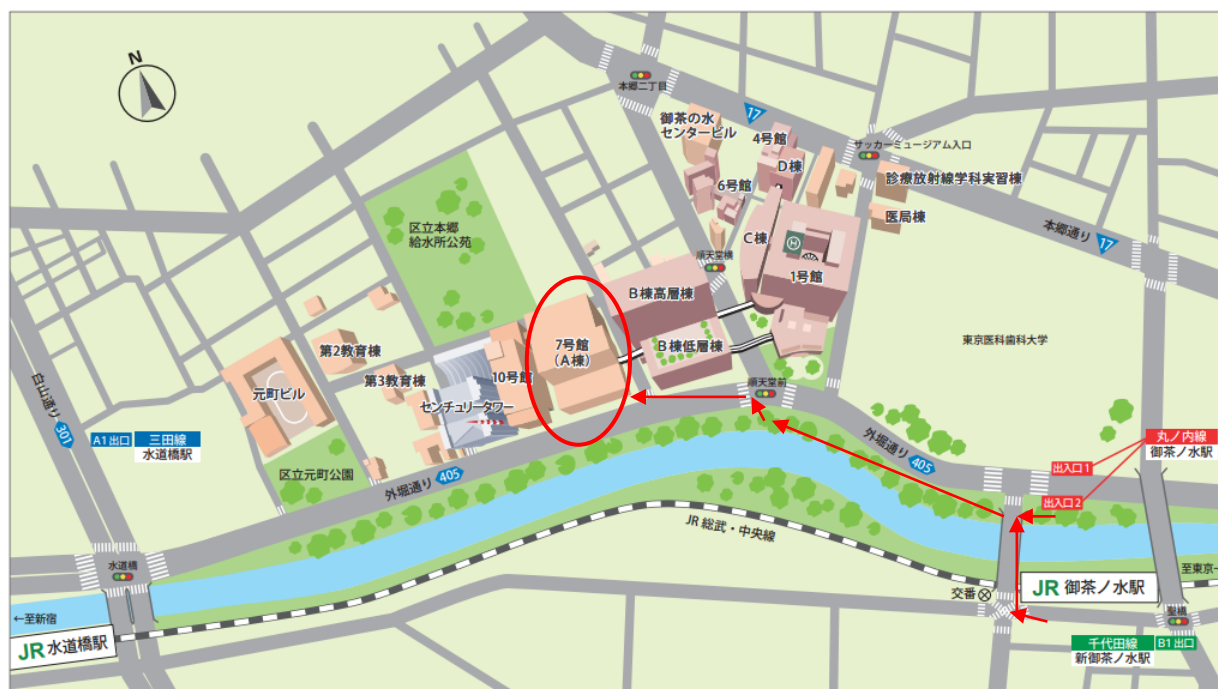 N
本郷二丁目
17
御茶の水
センタービル
4号館
D棟
サッカーミュージアム入口
診療放射線学科実習棟
6号館
医局棟
区立本郷
給水所公苑
C棟
H
本郷通り
17
順天堂横
1号館
B棟高層棟
7号館
(A棟)
B棟低層棟
東京医科歯科大学
第2教育棟
10号館
第3教育棟
元町ビル
センチュリータワー
順天堂前
白山通り
301
A1出口
三田線
水道橋駅
丸ノ内線
御茶ノ水駅
外堀通り
405
出入口1
区立元町公園
外堀通り
405
出入口2
JR 総武・中央線
水道橋
至東京→
交番
JR 御茶ノ水駅
←至新宿
聖橋
JR 水道橋駅
千代田線
B1出口
新御茶ノ水駅